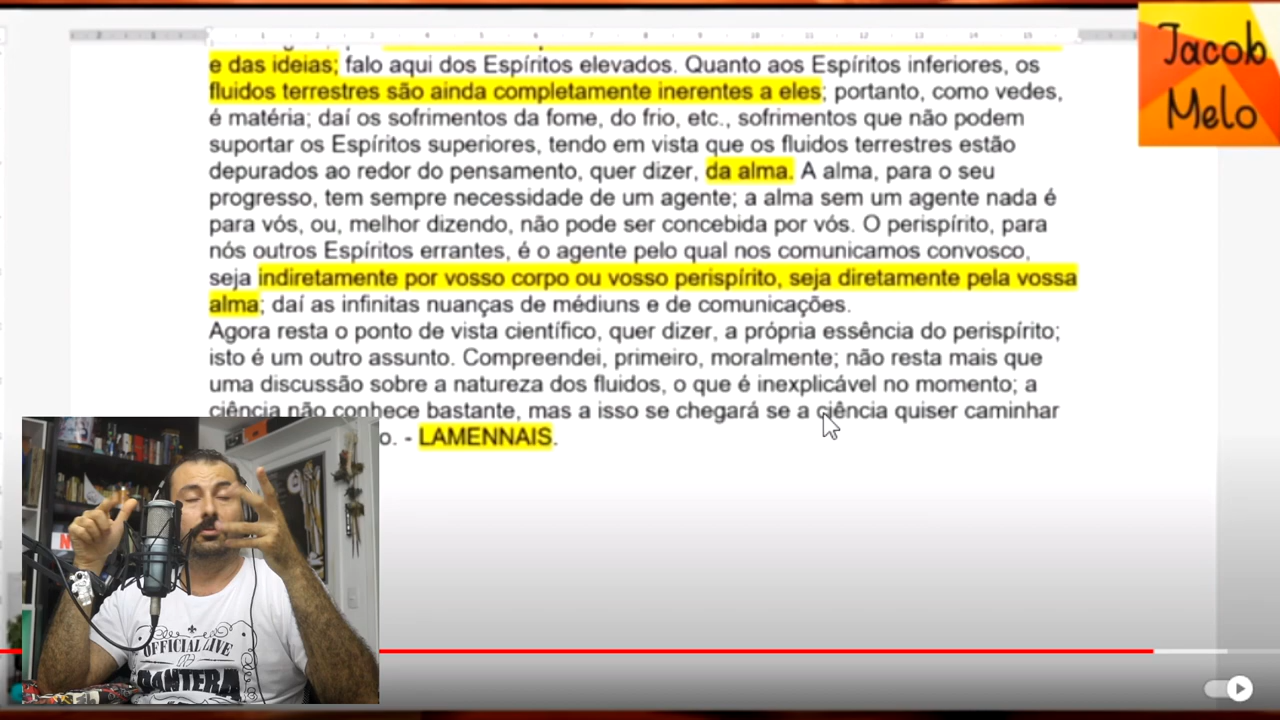 Jacob
Melo
e das ideias; falo aqui dos Espíritos elevados. Quanto aos Espíritos inferiores, os
fluidos terrestres são ainda completamente inerentes a eles; portanto, como vedes,
é matéria; daí os sofrimentos da fome, do frio, etc., sofrimentos que não podem
suportar os Espíritos superiores, tendo em vista que os fluidos terrestres estão
depurados ao redor do pensamento, quer dizer, da alma. A alma, para o seu
progresso, tem sempre necessidade de um agente; a alma sem um agente nada é
para vós, ou, melhor dizendo, não pode ser concebida por vós. O perispírito, para
nós outros Espíritos errantes, é o agente pelo qual nos comunicamos convosco,
seja indiretamente por vosso corpo ou vosso perispírito, seja diretamente pela vossa
alma; daí as infinitas nuanças de médiuns e de comunicações.
Agora resta o ponto de vista científico, quer dizer, a própria essência do perispírito;
isto é um outro assunto. Compreendei, primeiro, moralmente; não resta mais que
uma discussão sobre a natureza dos fluidos, o que é inexplicável no momento; a
ciência não conhece bastante, mas a isso se chegará se a ciência quiser caminhar
o. - LAMENNAIS.
OFFICIAL LIVE
PANTERA